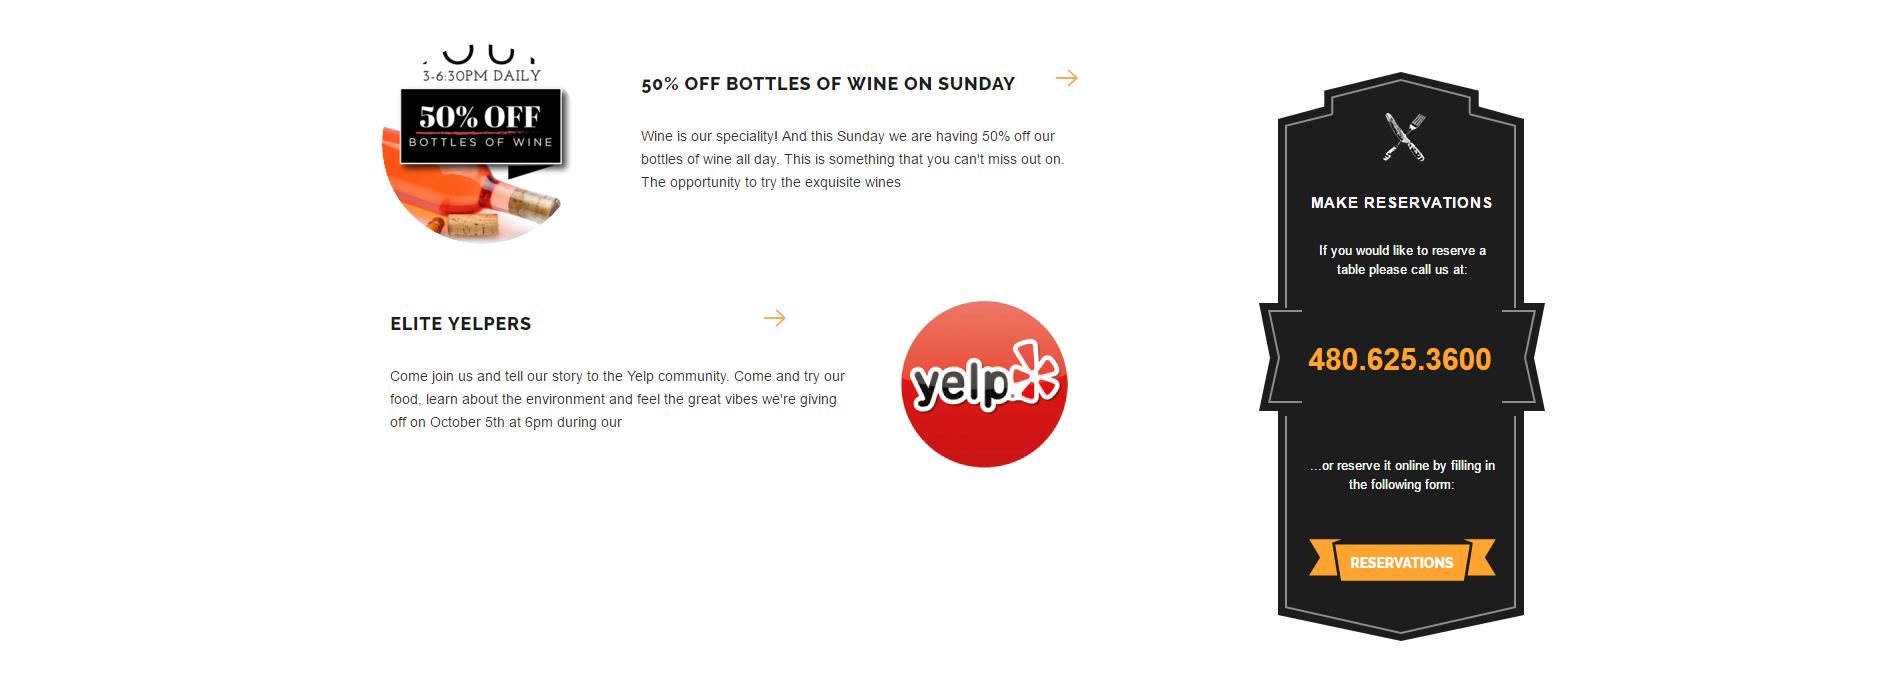 3-6:30PM DAILY
50% OFF
BOTTLES OF WINE
50% OFF BOTTLES OF WINE ON SUNDAY
Wine is our speciality! And this Sunday we are having 50% off our
bottles of wine all day. This is something that you can't miss out on.
The opportunity to try the exquisite wines
ELITE YELPERS
Come join us and tell our story to the Yelp community. Come and try our
food, learn about the environment and feel the great vibes we're giving
off on October 5th at 6pm during our
yelp
MAKE RESERVATIONS
If you would like to reserve a
table please call us at:
480.625.3600
...or reserve it online by filling in
the following form:
RESERVATIONS